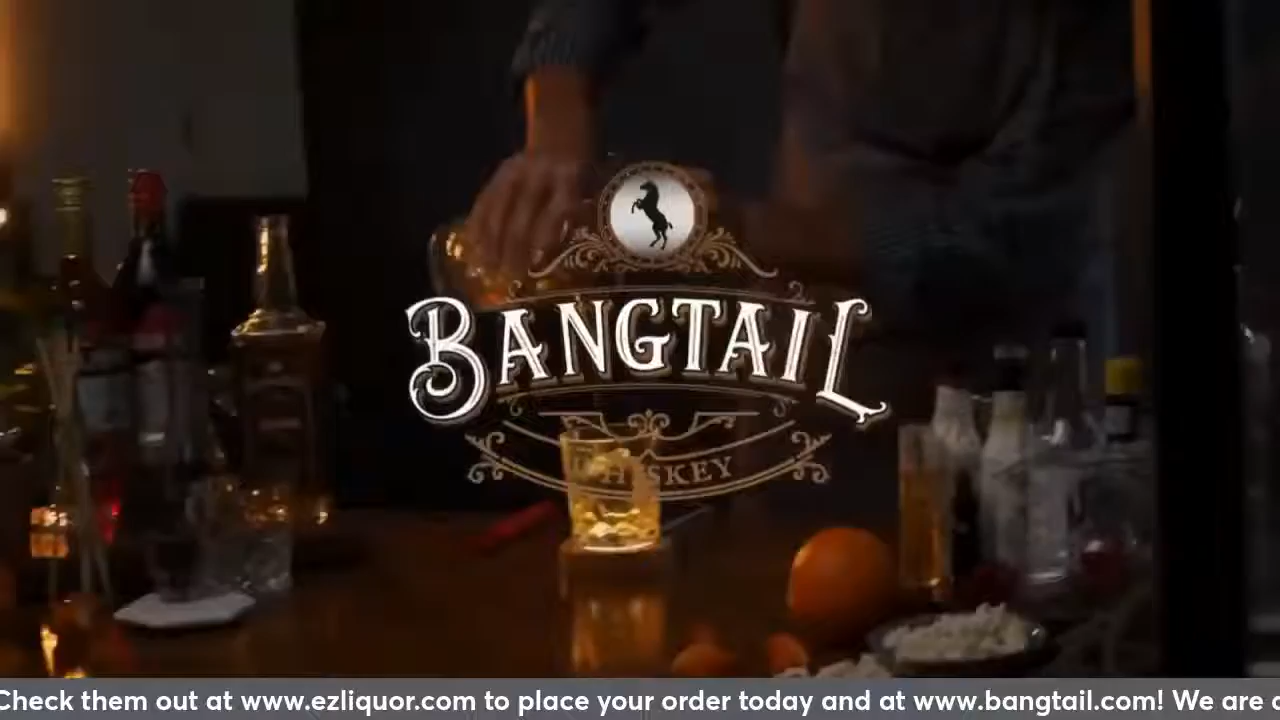 BANGTAIL
WHISKEY
Check them out at www.ezliquor.com to place your order today and at www.bangtail.com! We are